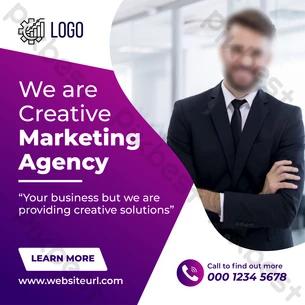 LOGO
We are
Creative
Marketing
Agency
“Your business but we are
providing creative solutions”
LEARN MORE
www.websiteurl.com
Call to find out more
000 1234 5678